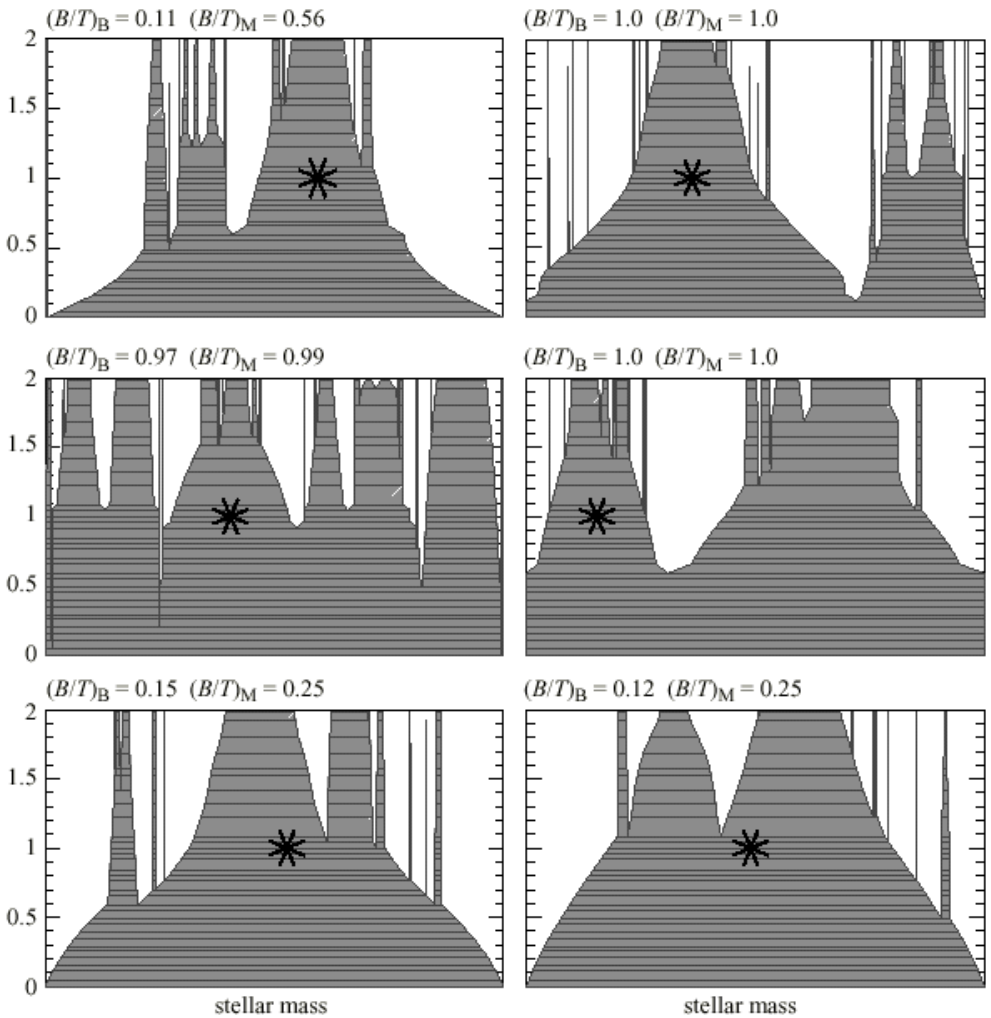 (B/T)B = 0.11 (B/T)M = 0.56
(B/T)B = 1.0 (B/T)M = 1.0
2
1.5
1
0.5
0
(B/T)B = 0.97 (B/T)M = 0.99
(B/T)B = 1.0 (B/T)M = 1.0
2
1.5
1
0.5
0
(B/T)B = 0.15 (B/T)M = 0.25
(B/T)B = 0.12 (B/T)M = 0.25
2
1.5
1
0.5
0
stellar mass
stellar mass